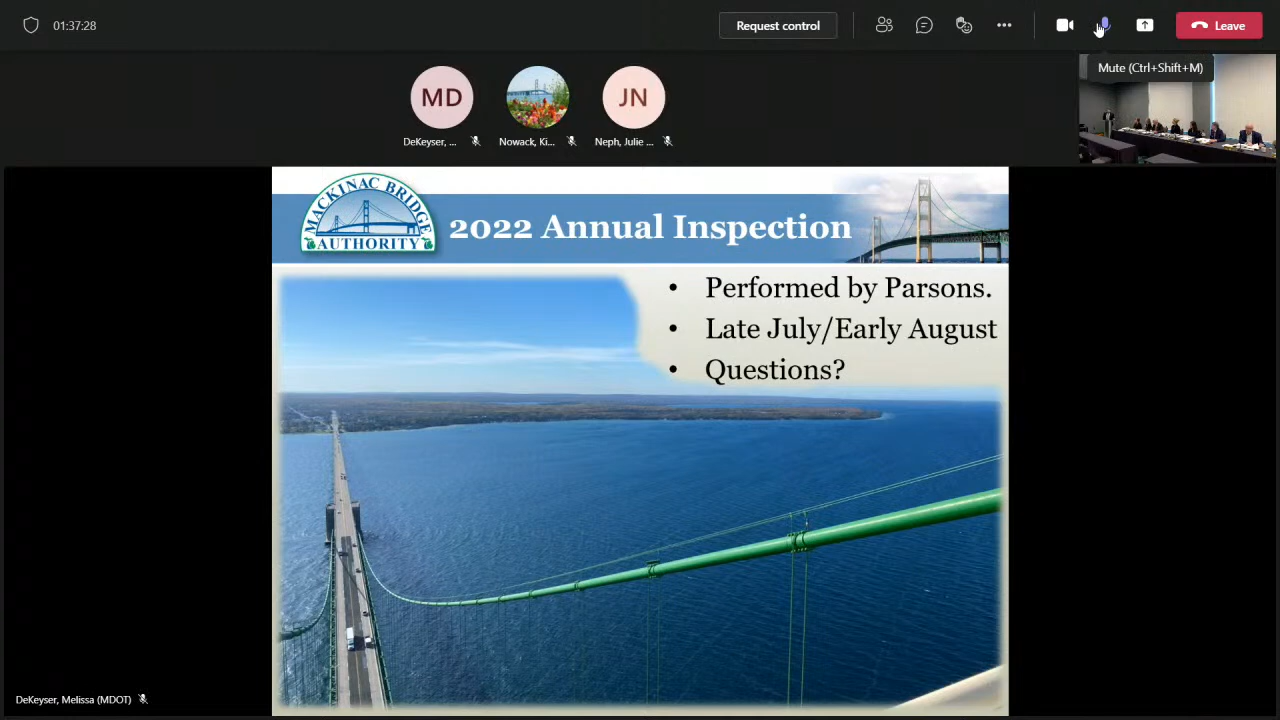 01:37:28
Request control
Leave
Mute (Ctrl+Shift+M)
MD
JN
DeKeyser, ...
Nowack, Ki...
Neph, Julie ...
MACKINAC BRIDGE
AUTHORITY
2022 Annual Inspection
• Performed by Parsons.
• Late July/Early August
• Questions?
DeKeyser, Melissa (MDOT)